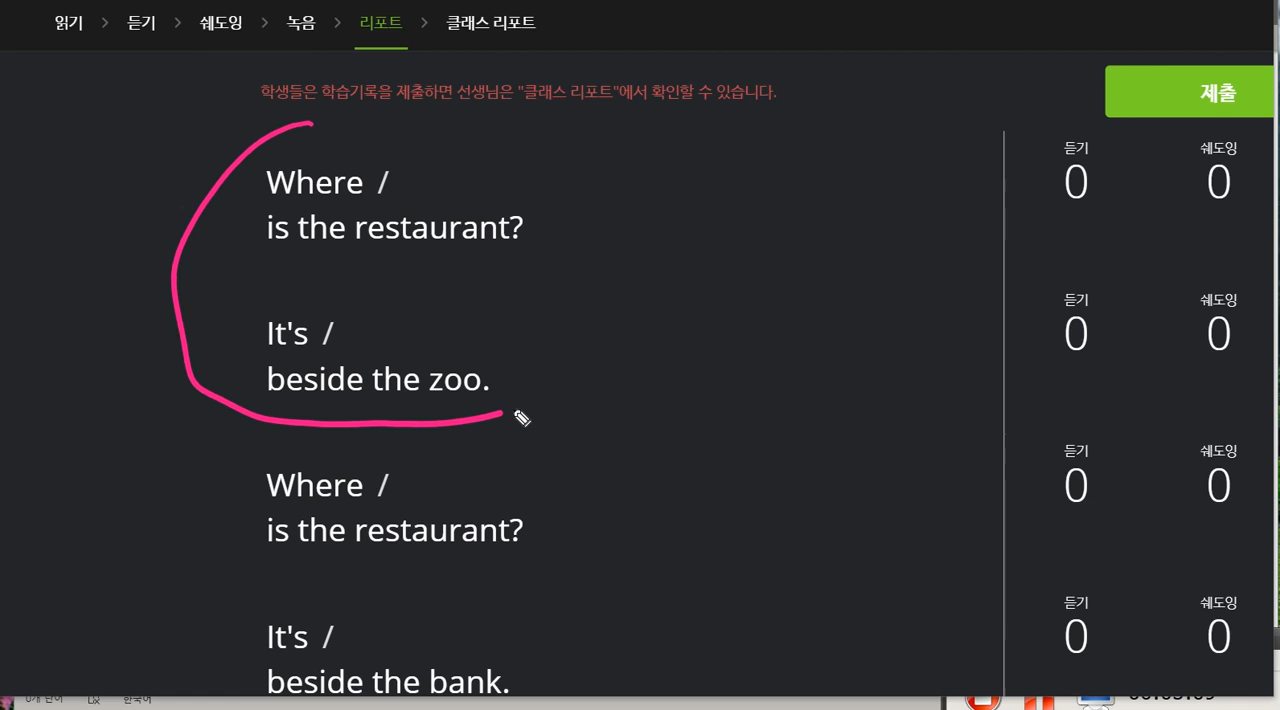 읽기 > 듣기 > 쉐도잉 > 녹음 > 리포트 > 클래스 리포트
학생들은 학습기록을 제출하면 선생님은 "클래스 리포트"에서 확인할 수 있습니다.
제출
Where /
is the restaurant?
듣기 쉐도잉
0 0
It's /
beside the zoo.
듣기 쉐도잉
0 0
Where /
is the restaurant?
듣기 쉐도잉
0 0
It's /
beside the bank.
듣기 쉐도잉
0 0
한국어